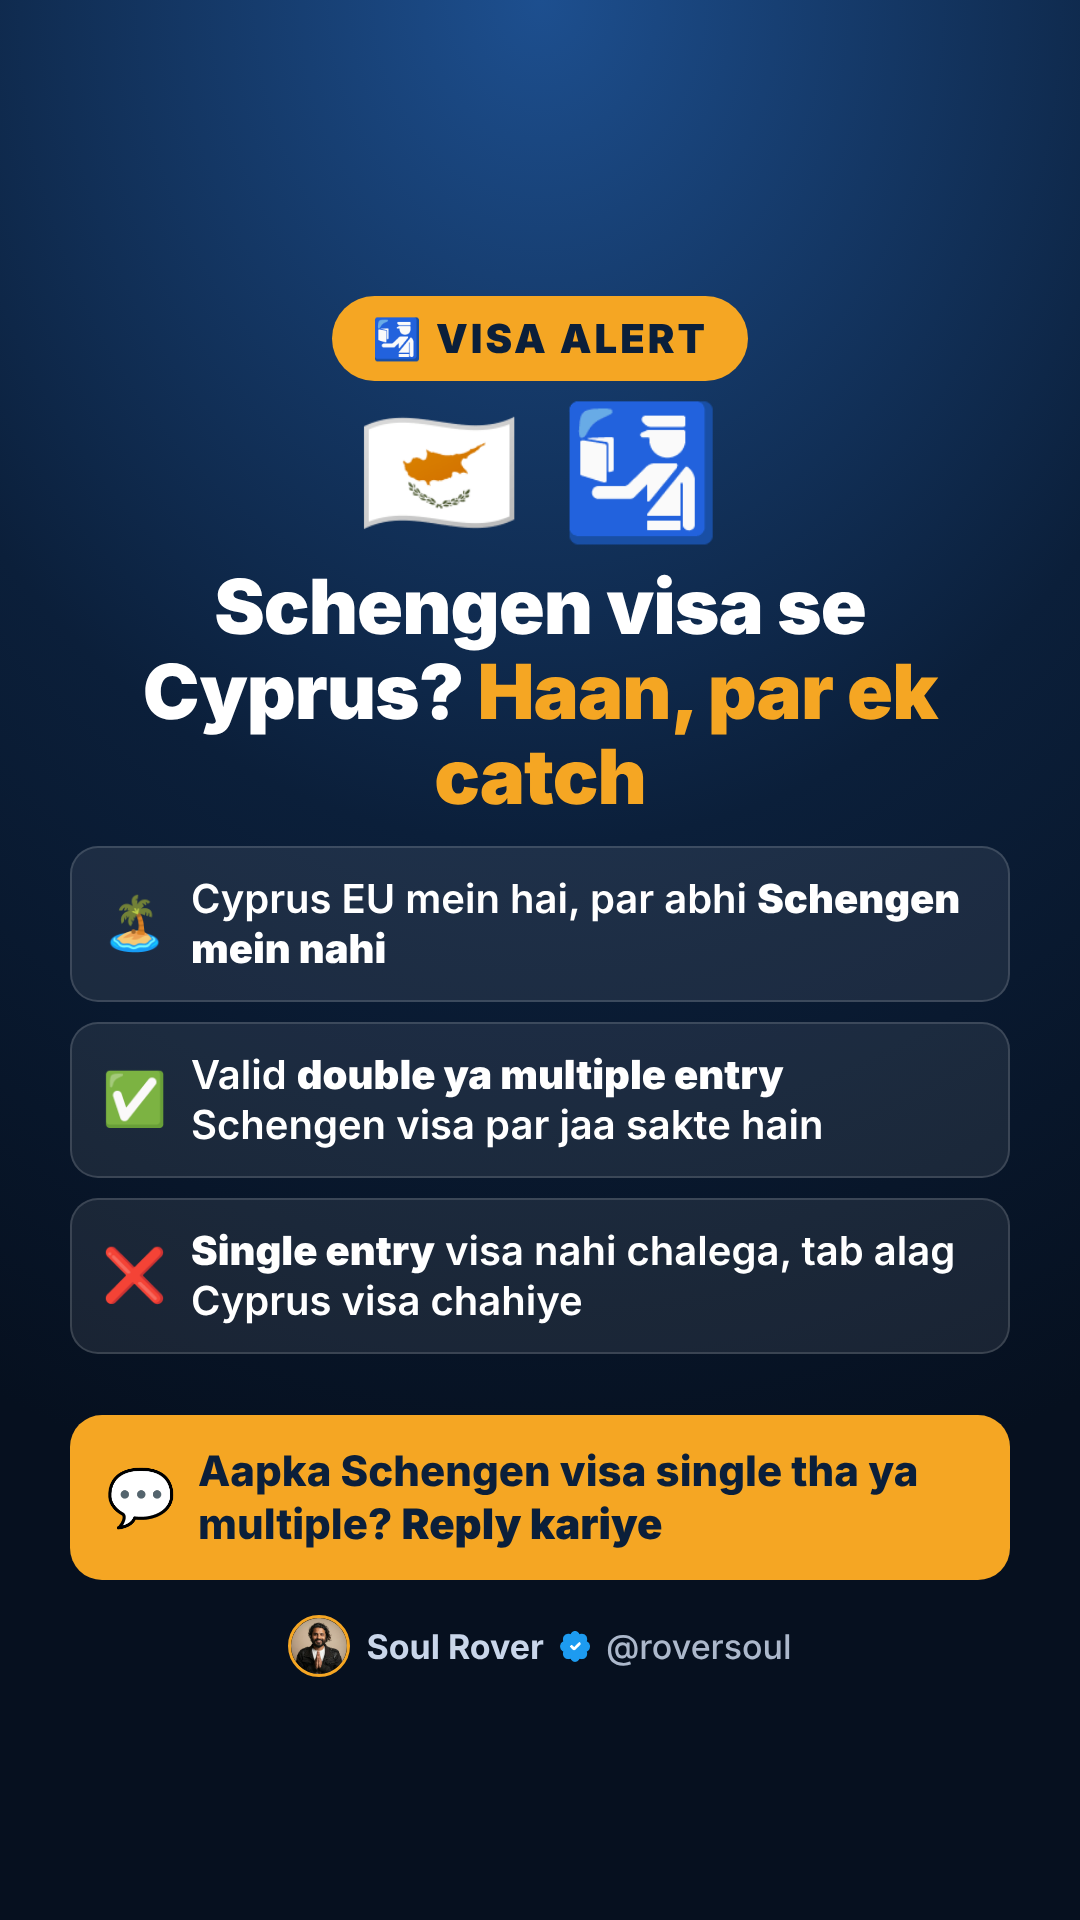 VISA ALERT
Schengen visa se
Cyprus? Haan, par ek
catch
Cyprus EU mein hai, par abhi Schengen
mein nahi
Valid double ya multiple entry
Schengen visa par jaa sakte hain
Single entry visa nahi chalega, tab alag
Cyprus visa chahiye
Aapka Schengen visa single tha ya
multiple? Reply kariye
Soul Rover @roversoul